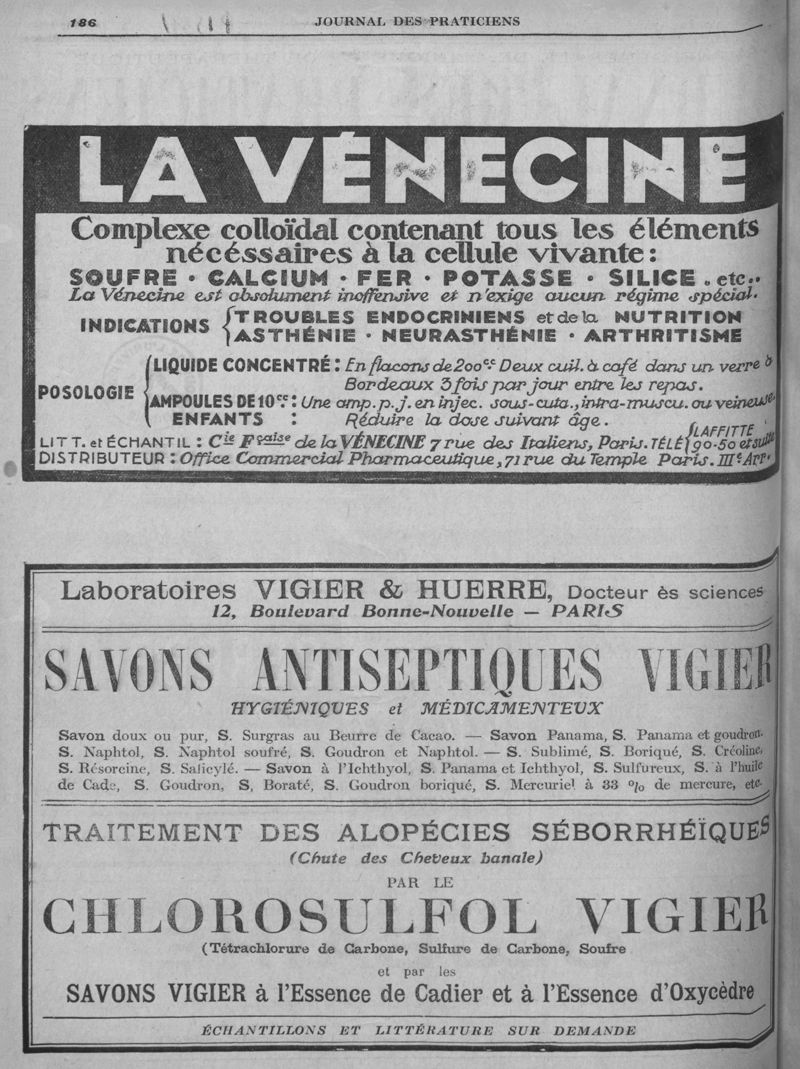 186
JOURNAL DES PRATICIENS
LA VÉNECINE
Complexe colloïdal contenant tous les éléments
nécéssaires à la cellule vivante :
SOUFRE · CALCIUM · FER · POTASSE · SILICE . etc..
La Vénecine est absolument inoffensive et n'exige aucun régime spécial.
INDICATIONS { TROUBLES ENDOCRINIENS et de la NUTRITION
ASTHÉNIE · NEURASTHÉNIE · ARTHRITISME
POSOLOGIE { LIQUIDE CONCENTRÉ : En flacons de 200cc Deux cuil. à café dans un verre à
Bordeaux 3 fois par jour entre les repas.
AMPOULES DE 10cc : Une amp. p. j. en injec. sous-cuta., intra-muscu. ou veineuse.
ENFANTS : Réduire la dose suivant âge.
LITT. et ÉCHANTIL : Cie Fçaise de la VÉNECINE 7 rue des Italiens, Paris. TÉLÉ { LAFFITTE 90-50 et suite
DISTRIBUTEUR : Office Commercial Pharmaceutique, 71 rue du Temple Paris. IIIe Arr.
Laboratoires VIGIER & HUERRE, Docteur ès sciences
12, Boulevard Bonne-Nouvelle — PARIS
SAVONS ANTISEPTIQUES VIGIER
HYGIÉNIQUES et MÉDICAMENTEUX
Savon doux ou pur, S. Surgras au Beurre de Cacao. — Savon Panama, S. Panama et goudron.
S. Naphtol, S. Naphtol soufré, S. Goudron et Naphtol. — S. Sublimé, S. Boriqué, S. Créoline,
S. Résorcine, S. Salicylé. — Savon à l'Ichthyol, S. Panama et Ichthyol, S. Sulfureux, S. à l'huile
de Cade, S. Goudron, S, Boraté, S. Goudron boriqué, S. Mercuriel à 33 % de mercure, etc.
TRAITEMENT DES ALOPÉCIES SÉBORRHÉÏQUES
(Chute des Cheveux banale)
PAR LE
CHLOROSULFOL VIGIER
(Tétrachlorure de Carbone, Sulfure de Carbone, Soufre
et par les
SAVONS VIGIER à l'Essence de Cadier et à l'Essence d'Oxycèdre
ÉCHANTILLONS ET LITTÉRATURE SUR DEMANDE